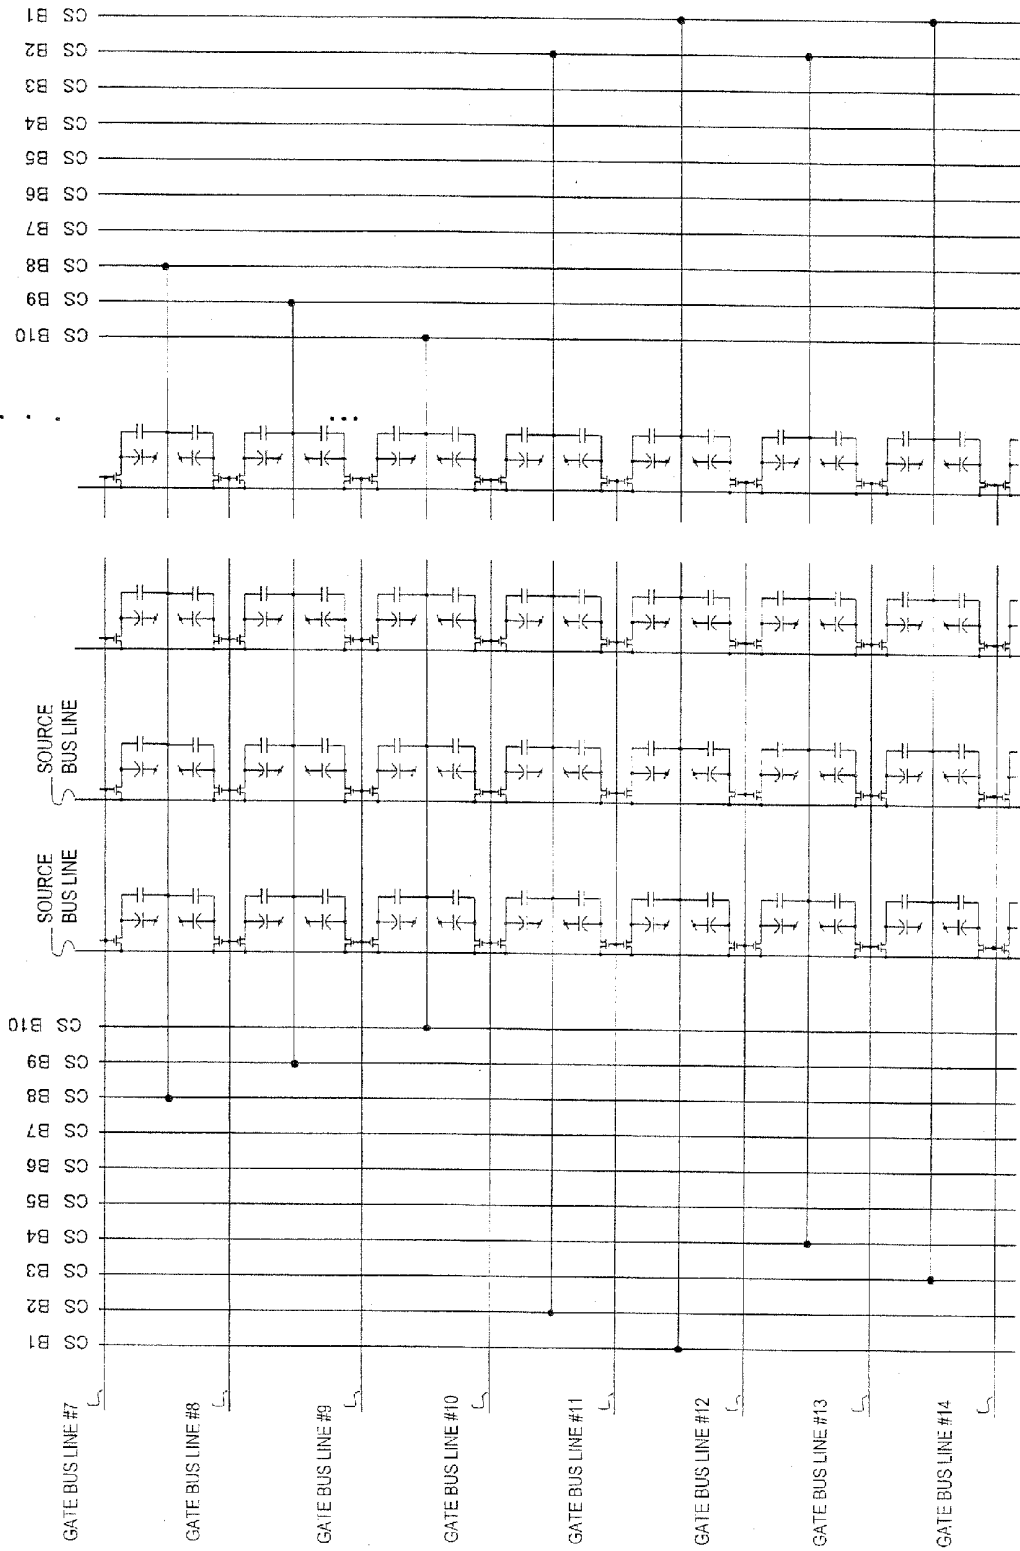 CS B1
CS B2
CS B3
CS B4
CS B5
CS B6
CS B7
CS B8
CS B9
CS B10
...
...
SOURCE
BUS LINE
SOURCE
BUS LINE
CS B10
CS B9
CS B8
CS B7
CS B6
CS B5
CS B4
CS B3
CS B2
CS B1
GATE BUS LINE #7
GATE BUS LINE #8
GATE BUS LINE #9
GATE BUS LINE #10
GATE BUS LINE #11
GATE BUS LINE #12
GATE BUS LINE #13
GATE BUS LINE #14